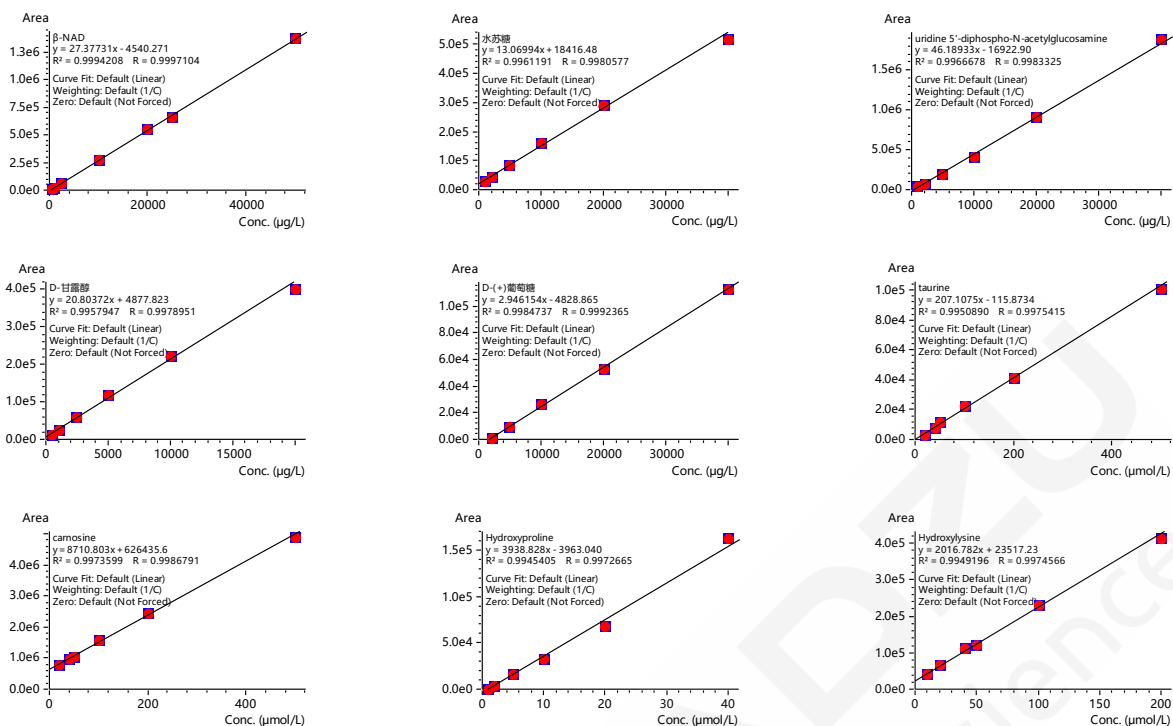 Area
β-NAD
y = 27.37731x - 4540.271
R² = 0.9994208 R = 0.9997104
Curve Fit: Default (Linear)
Weighting: Default (1/C)
Zero: Default (Not Forced)
1.3e6
1.0e6
7.5e5
5.0e5
2.5e5
0.0e0
0 20000 40000
Conc. (μg/L)
Area
水苏糖
y = 13.06994x + 18416.48
R² = 0.9961191 R = 0.9980577
Curve Fit: Default (Linear)
Weighting: Default (1/C)
Zero: Default (Not Forced)
5.0e5
4.0e5
3.0e5
2.0e5
1.0e5
0.0e0
0 10000 20000 30000
Conc. (μg/L)
Area
uridine 5'-diphospho-N-acetylglucosamine
y = 46.18933x - 16922.90
R² = 0.9966678 R = 0.9983325
Curve Fit: Default (Linear)
Weighting: Default (1/C)
Zero: Default (Not Forced)
1.5e6
1.0e6
5.0e5
0.0e0
0 10000 20000 30000
Conc. (μg/L)
Area
D-甘露醇
y = 20.80372x + 4877.823
R² = 0.9957947 R = 0.9978951
Curve Fit: Default (Linear)
Weighting: Default (1/C)
Zero: Default (Not Forced)
4.0e5
3.0e5
2.0e5
1.0e5
0.0e0
0 5000 10000 15000
Conc. (μg/L)
Area
D-(+)葡萄糖
y = 2.946154x - 4828.865
R² = 0.9984737 R = 0.9992365
Curve Fit: Default (Linear)
Weighting: Default (1/C)
Zero: Default (Not Forced)
1.0e5
8.0e4
6.0e4
4.0e4
2.0e4
0.0e0
0 10000 20000 30000
Conc. (μg/L)
Area
taurine
y = 207.1075x - 115.8734
R² = 0.9950890 R = 0.9975415
Curve Fit: Default (Linear)
Weighting: Default (1/C)
Zero: Default (Not Forced)
1.0e5
8.0e4
6.0e4
4.0e4
2.0e4
0.0e0
0 200 400
Conc. (μmol/L)
Area
carnosine
y = 8710.803x + 626435.6
R² = 0.9973599 R = 0.9986791
Curve Fit: Default (Linear)
Weighting: Default (1/C)
Zero: Default (Not Forced)
4.0e6
3.0e6
2.0e6
1.0e6
0.0e0
0 200 400
Conc. (μmol/L)
Area
Hydroxyproline
y = 3938.828x - 3963.040
R² = 0.9945405 R = 0.9972665
Curve Fit: Default (Linear)
Weighting: Default (1/C)
Zero: Default (Not Forced)
1.5e5
1.0e5
5.0e4
0.0e0
0 10 20 30 40
Conc. (μmol/L)
Area
Hydroxylysine
y = 2016.782x + 23517.23
R² = 0.9949196 R = 0.9974566
Curve Fit: Default (Linear)
Weighting: Default (1/C)
Zero: Default (Not Forced)
4.0e5
3.0e5
2.0e5
1.0e5
0.0e0
0 50 100 150 200
Conc. (μmol/L)